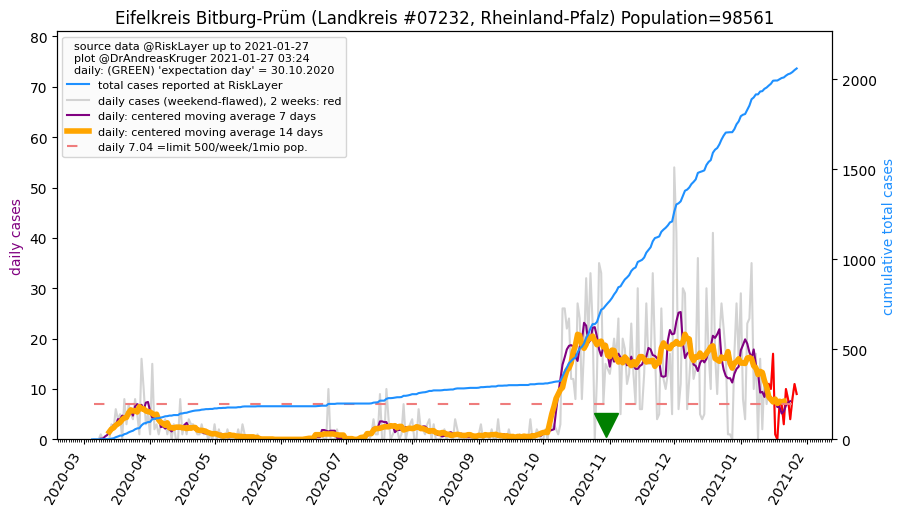 Eifelkreis Bitburg-Prüm (Landkreis #07232, Rheinland-Pfalz) Population=98561
source data @RiskLayer up to 2021-01-27
plot @DrAndreasKruger 2021-01-27 03:24
daily: (GREEN) 'expectation day' = 30.10.2020
total cases reported at RiskLayer
daily cases (weekend-flawed), 2 weeks: red
daily: centered moving average 7 days
daily: centered moving average 14 days
daily 7.04 =limit 500/week/1mio pop.
daily cases
80
70
60
50
40
30
20
10
0
cumulative total cases
2000
1500
1000
500
0
2020-03
2020-04
2020-05
2020-06
2020-07
2020-08
2020-09
2020-10
2020-11
2020-12
2021-01
2021-02